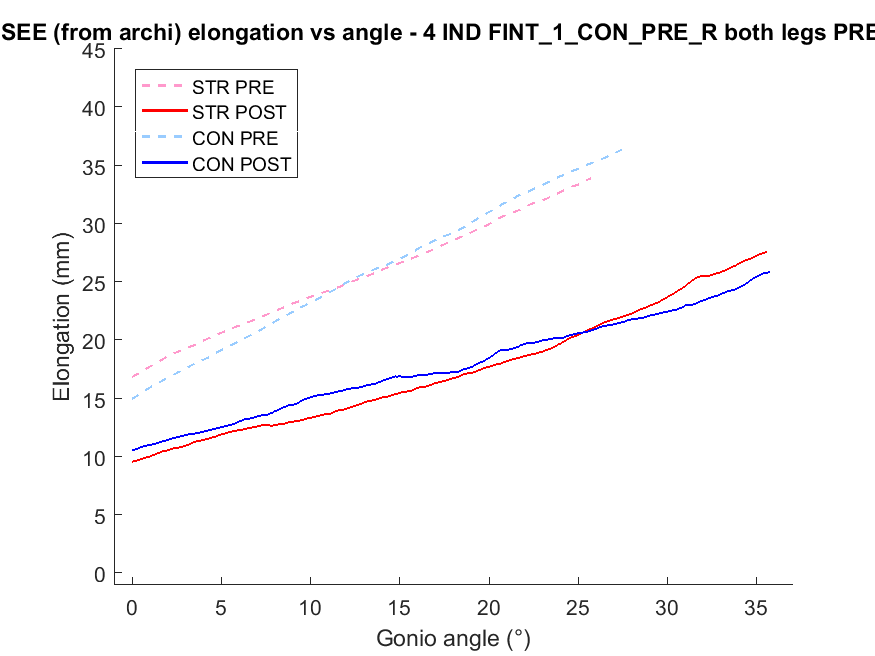 SEE (from archi) elongation vs angle - 4 IND FINT_1_CON_PRE_R both legs PRE
45
40
35
30
25
20
15
10
5
0
Elongation (mm)
STR PRE
STR POST
CON PRE
CON POST
0 5 10 15 20 25 30 35
Gonio angle (°)